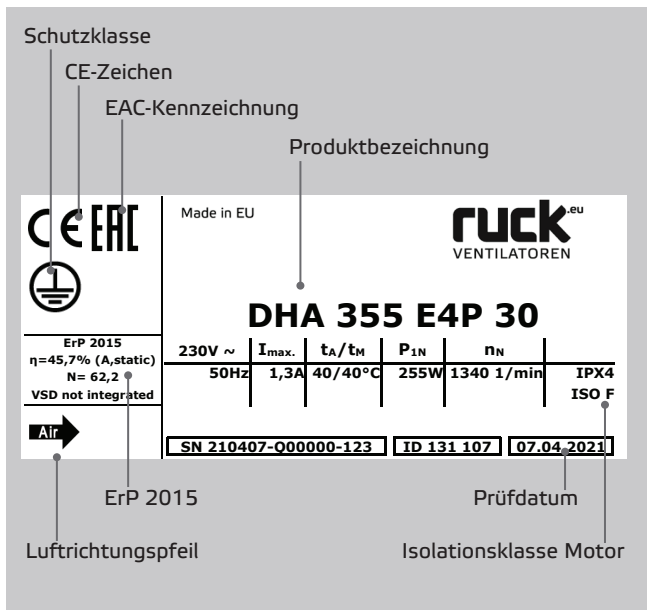 Schutzklasse
CE-Zeichen
EAC-Kennzeichnung
Produktbezeichnung
CE EAC
Made in EU
ruck.eu
VENTILATOREN
DHA 355 E4P 30
ErP 2015
η=45,7% (A,static)
N= 62,2
VSD not integrated
230V ~ Imax. tA/tM P1N nN
50Hz 1,3A 40/40°C 255W 1340 1/min IPX4
ISO F
Air
SN 210407-Q00000-123 ID 131 107 07.04.2021
ErP 2015
Prüfdatum
Luftrichtungspfeil
Isolationsklasse Motor